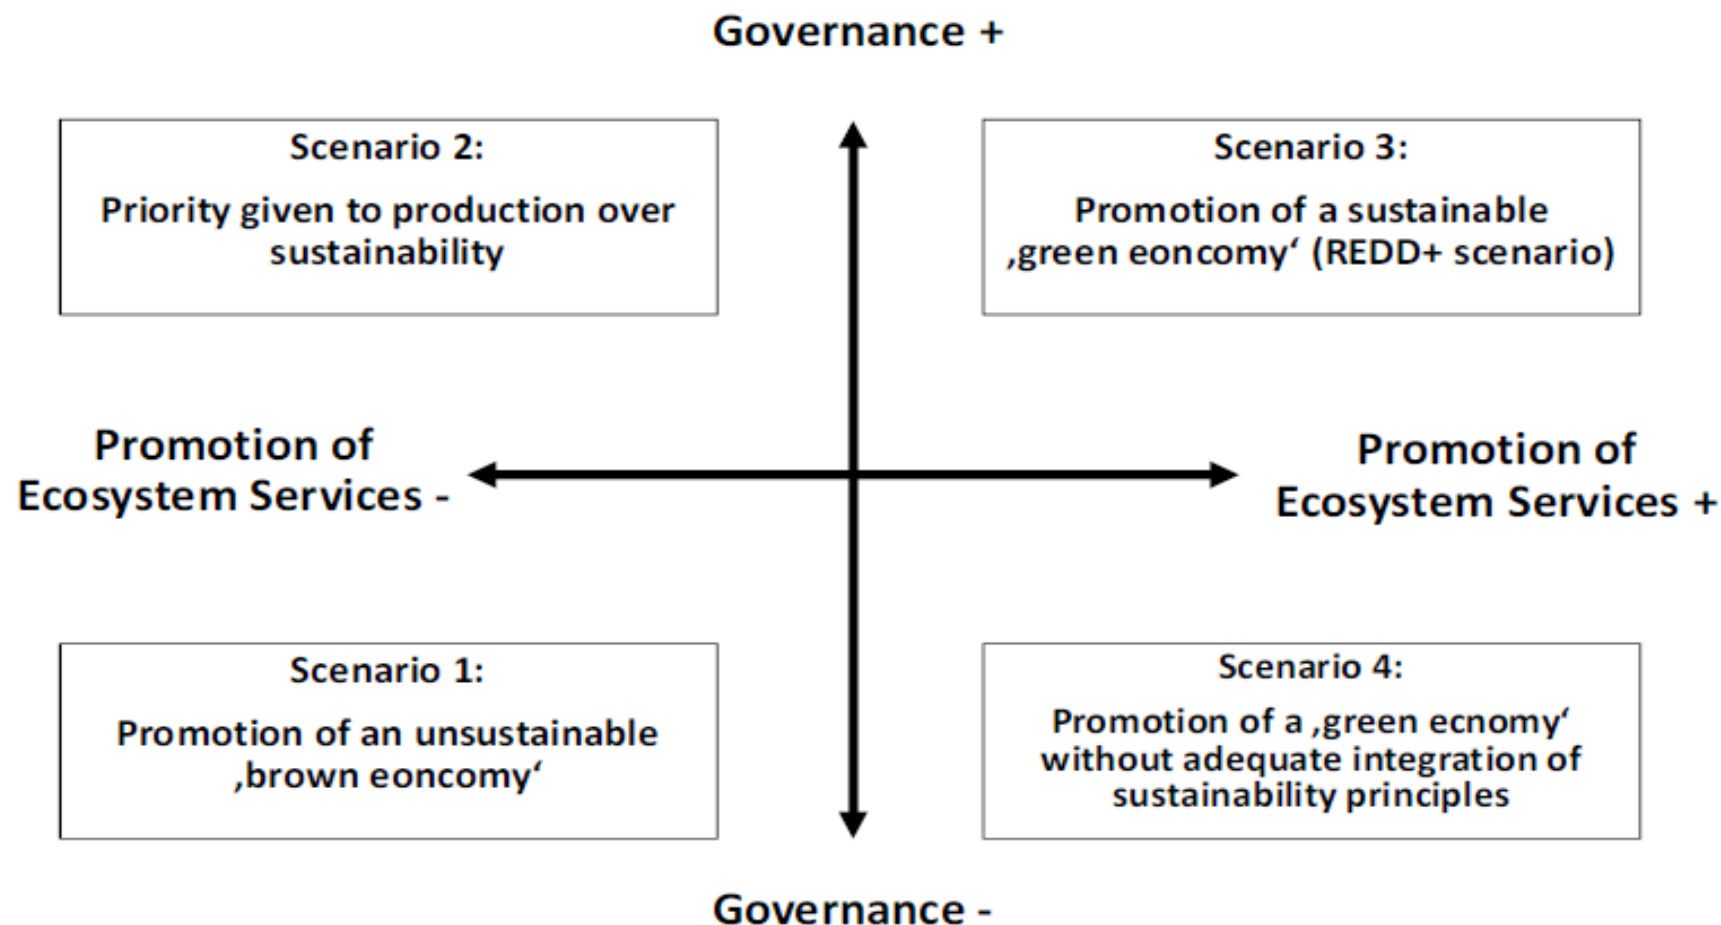 Governance +
Scenario 2:
Priority given to production over
sustainability
Scenario 3:
Promotion of a sustainable
‚green eoncomy‘ (REDD+ scenario)
Promotion of
Ecosystem Services -
Promotion of
Ecosystem Services +
Scenario 1:
Promotion of an unsustainable
‚brown eoncomy‘
Scenario 4:
Promotion of a ‚green ecnomy‘
without adequate integration of
sustainability principles
Governance -